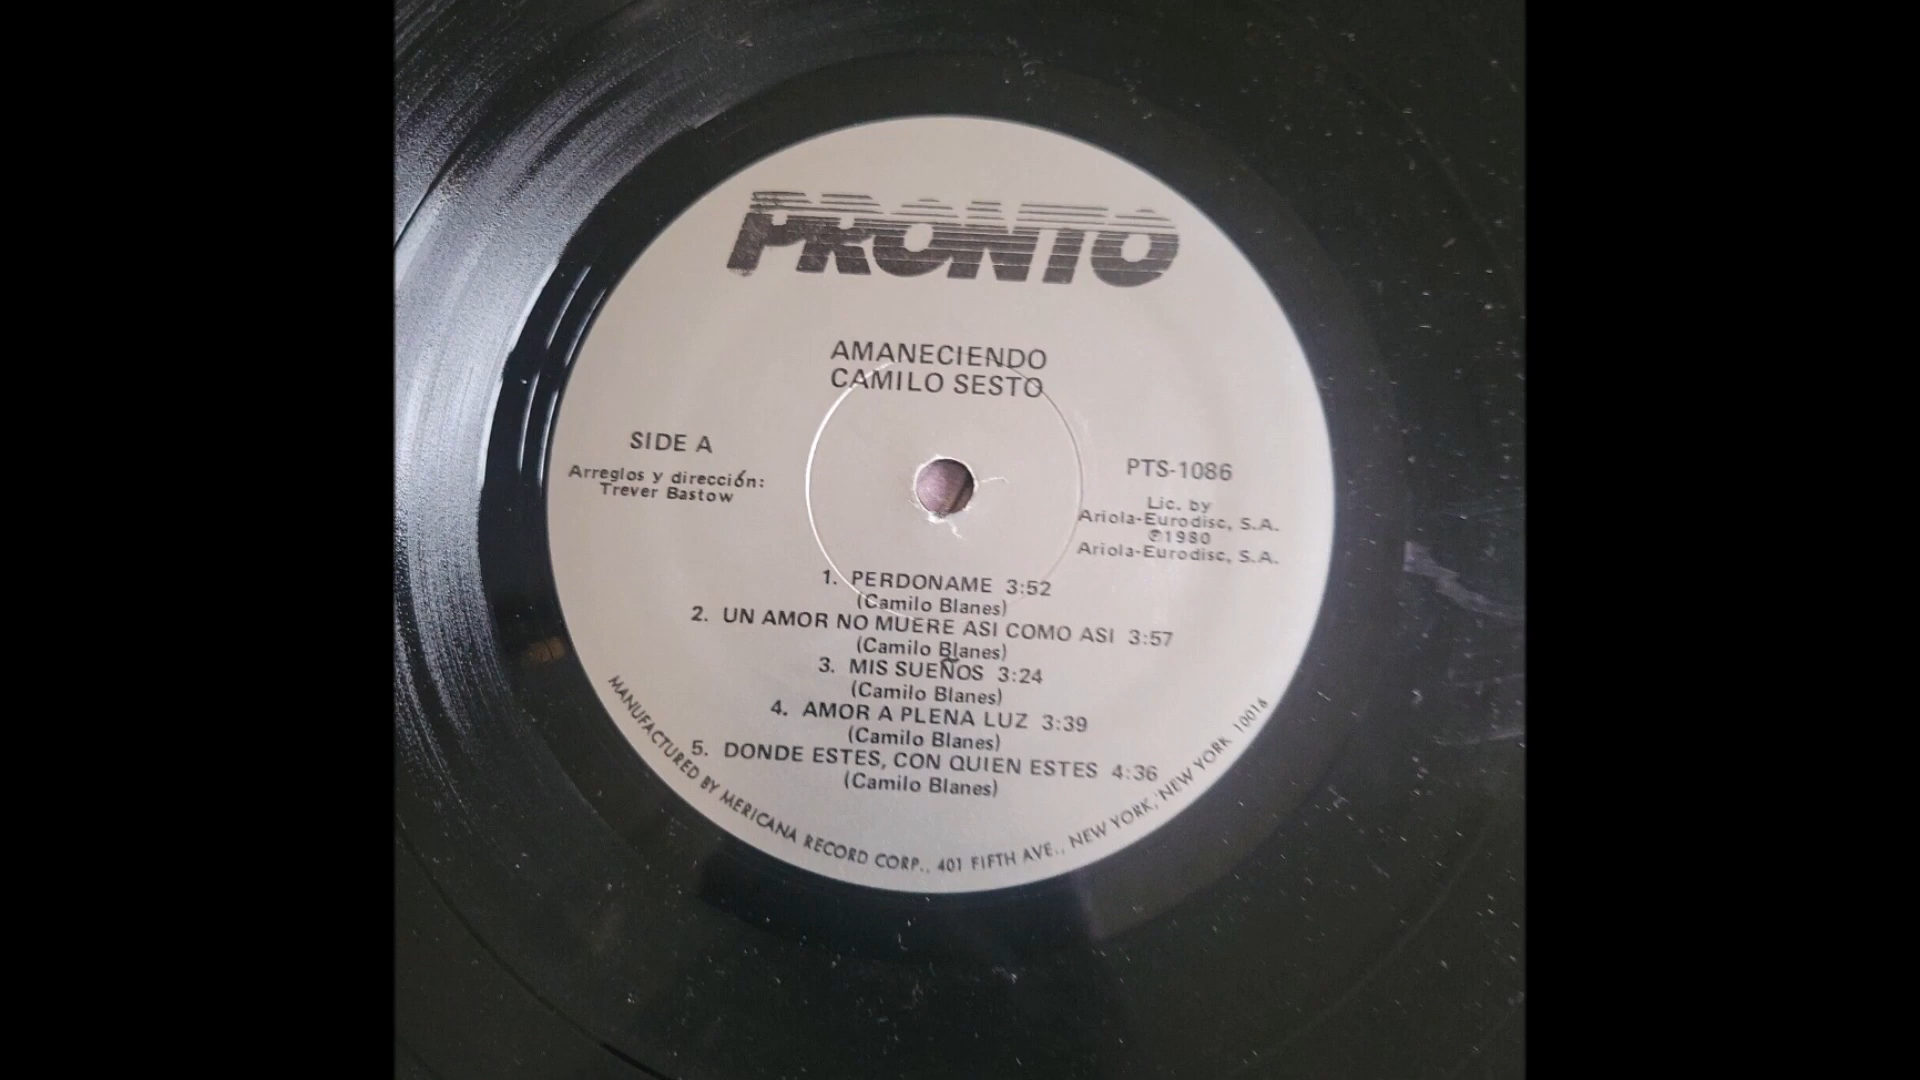 PRONTO
AMANECIENDO
CAMILO SESTO
SIDE A
Arreglos y dirección:
Trever Bastow
PTS-1086
Lic. by
Ariola-Eurodisc, S.A.
℗1980
Ariola-Eurodisc, S.A.
1. PERDONAME 3:52
(Camilo Blanes)
2. UN AMOR NO MUERE ASI COMO ASI 3:57
(Camilo Blanes)
3. MIS SUEÑOS 3:24
(Camilo Blanes)
4. AMOR A PLENA LUZ 3:39
(Camilo Blanes)
5. DONDE ESTES, CON QUIEN ESTES 4:36
(Camilo Blanes)
MANUFACTURED BY MERICANA RECORD CORP., 401 FIFTH AVE., NEW YORK, NEW YORK 10016